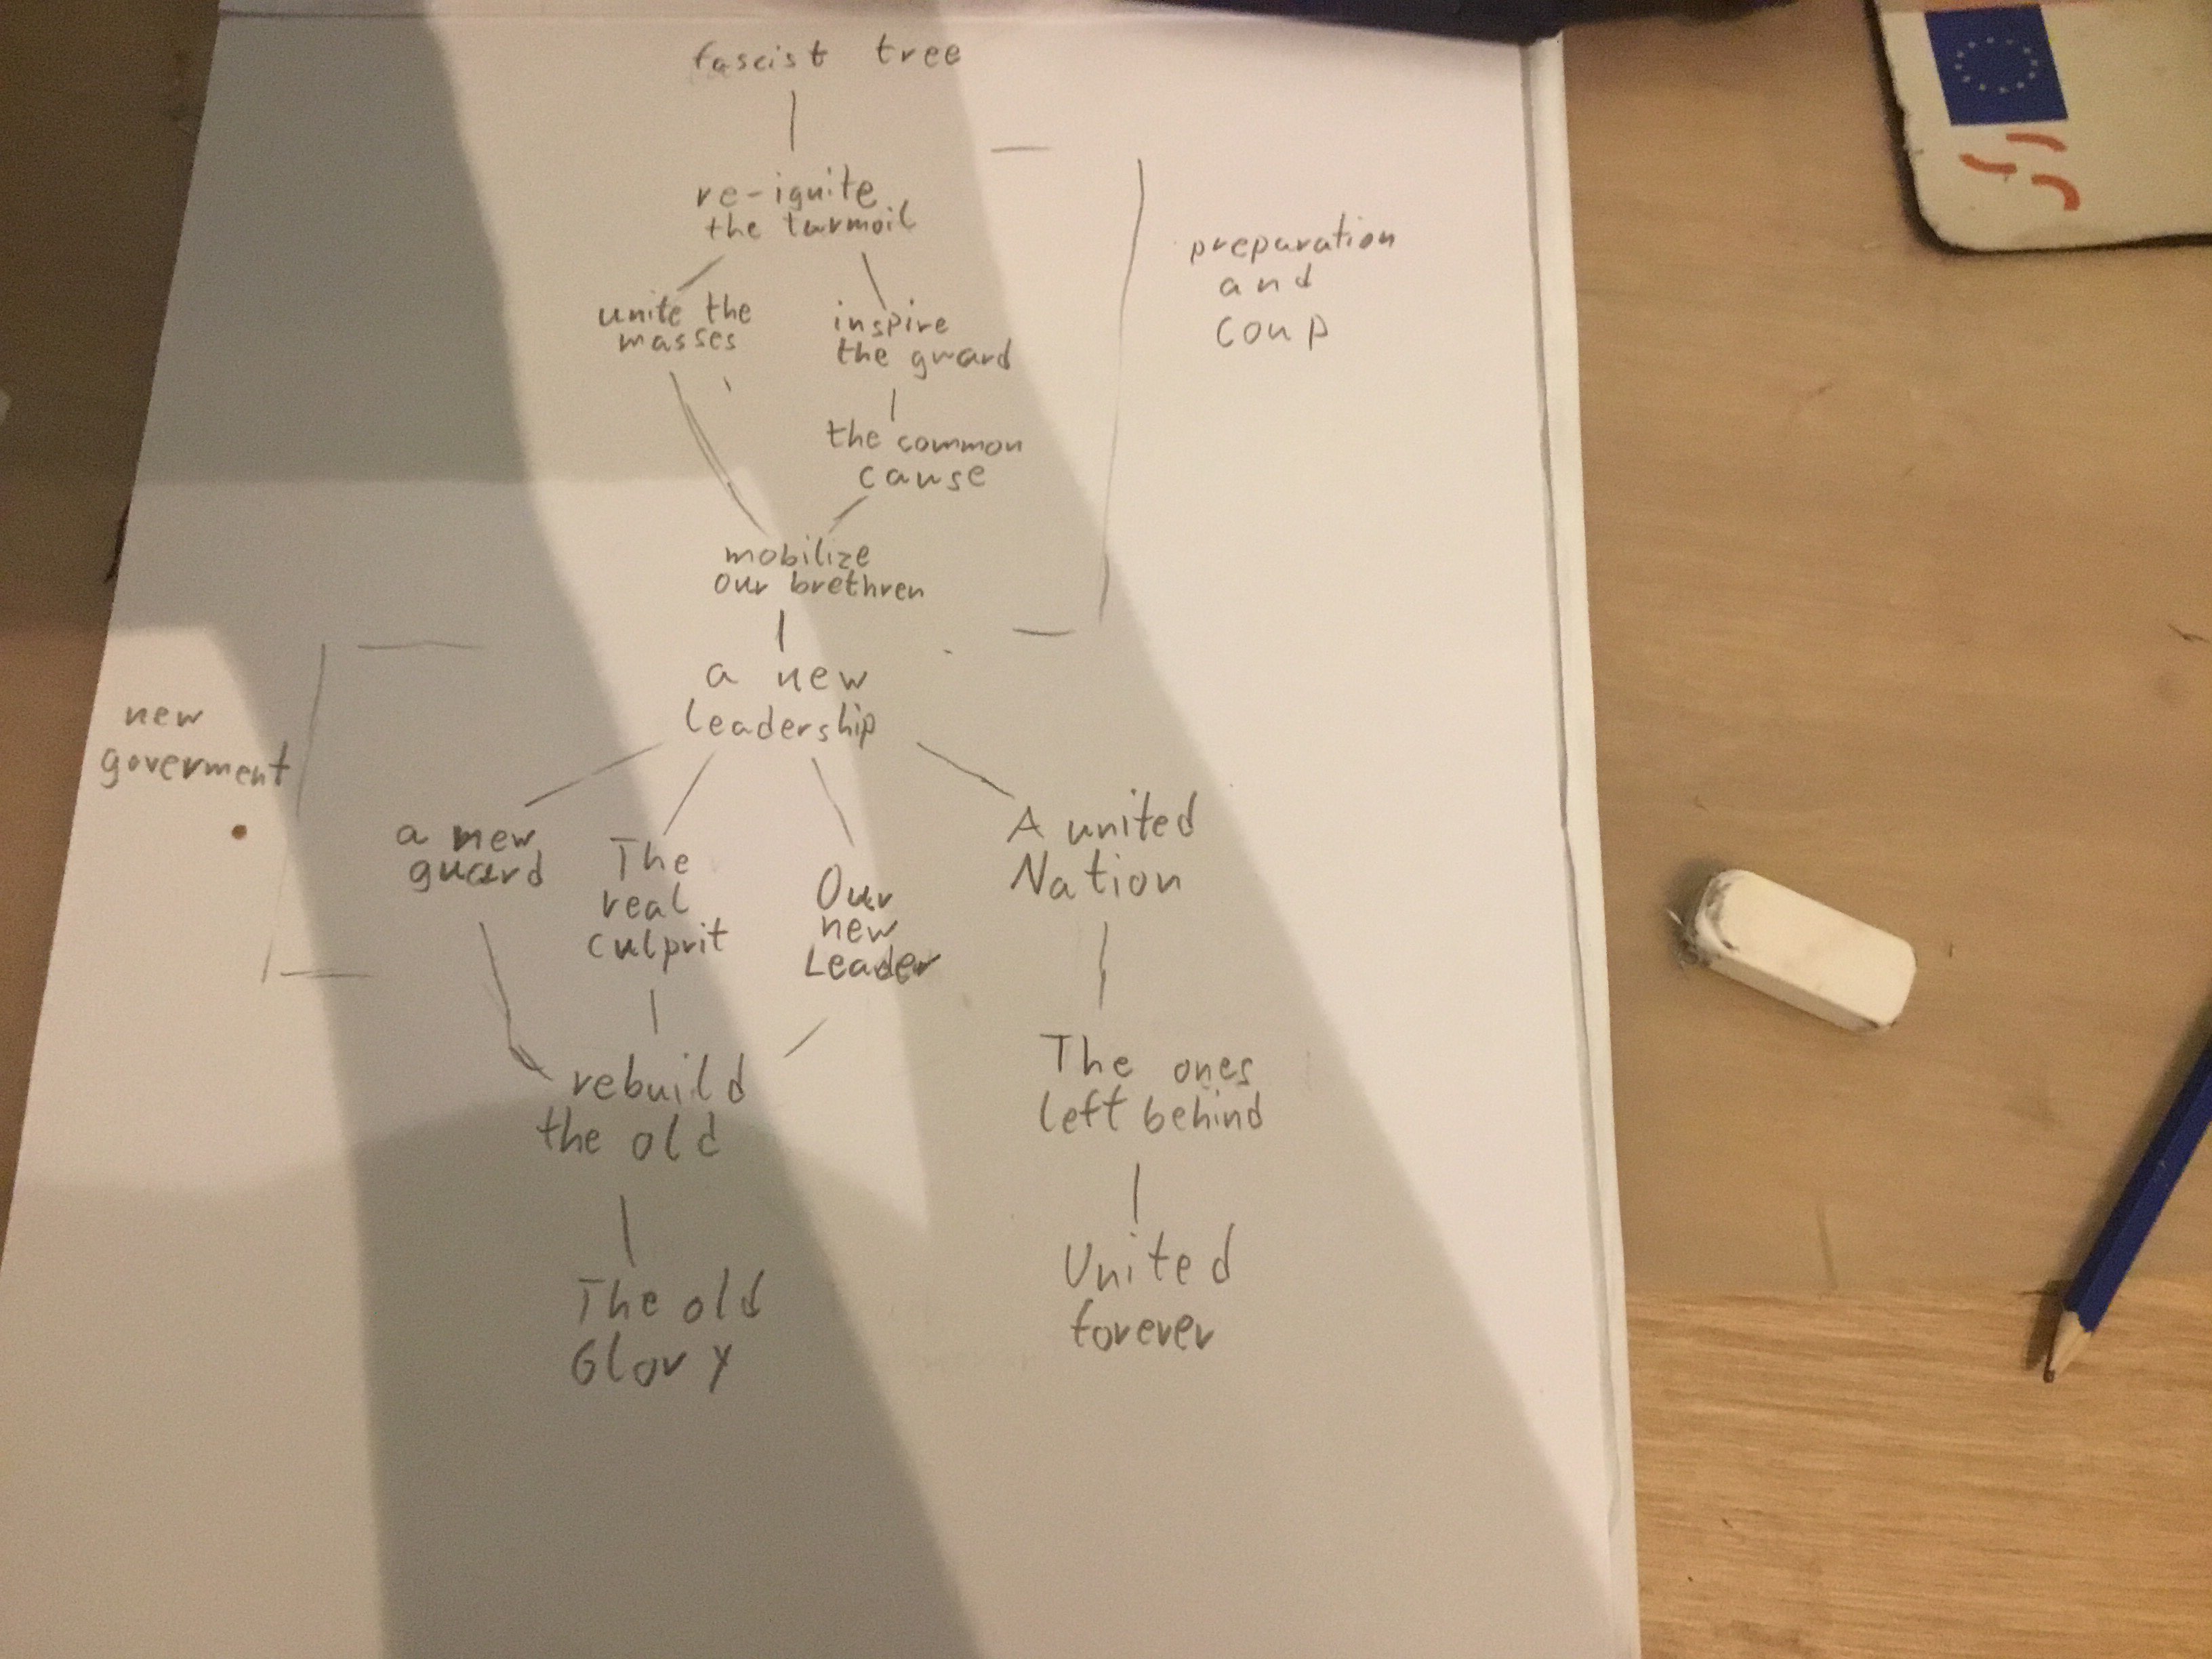 fascist tree
re-ignite
the turmoil
preparation
and
coup
unite the
masses
inspire
the guard
the common
cause
mobilize
our brethren
new
goverment
a new
leadership
a new
guard
The
real
culprit
Our
new
Leader
A united
Nation
rebuild
the old
The ones
left behind
The old
Glory
United
forever